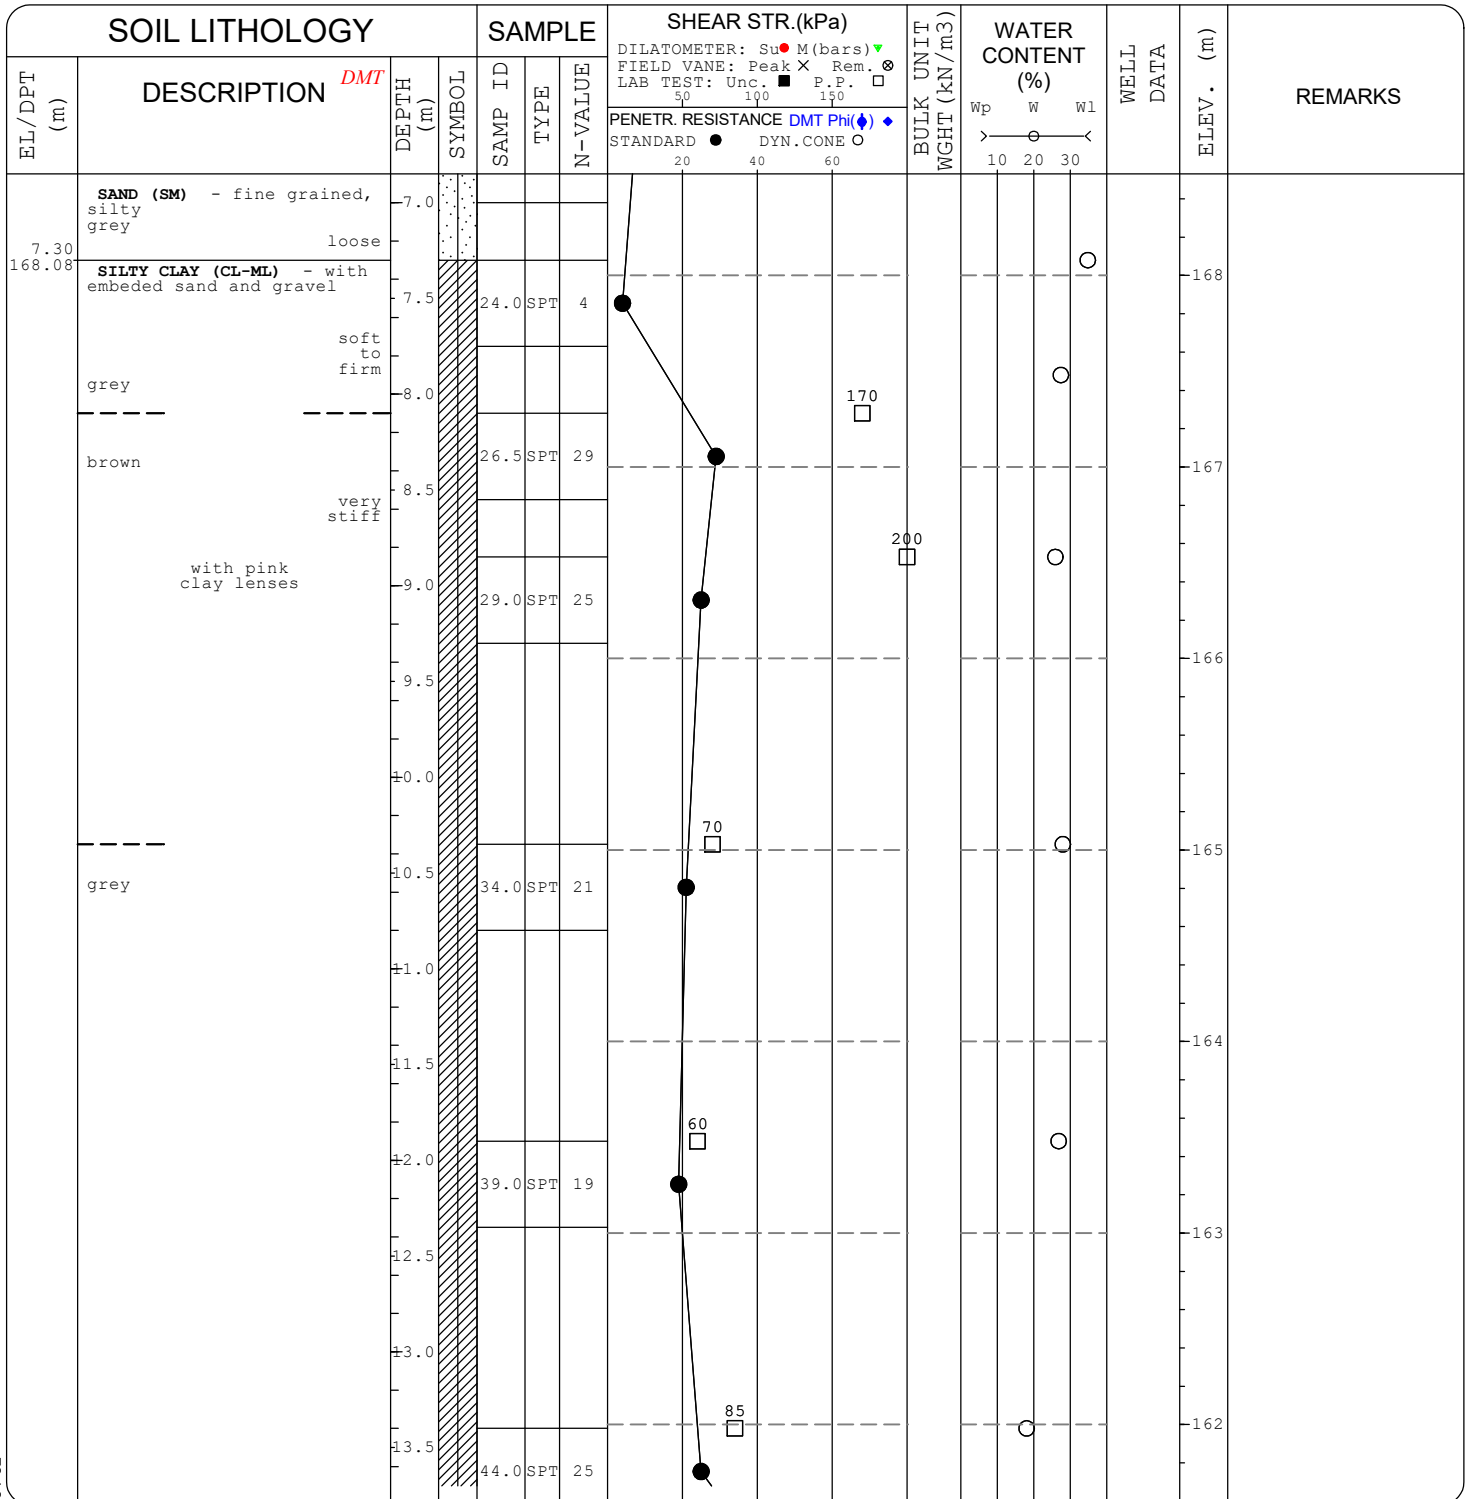 SOIL LITHOLOGY
SAMPLE
SHEAR STR.(kPa)
DILATOMETER: Su M(bars)
FIELD VANE: Peak Rem.
LAB TEST: Unc. P.P.
50 100 150
PENETR. RESISTANCE DMT Phi(ϕ)
STANDARD DYN.CONE
20 40 60
BULK UNIT
WGHT(kN/m3)
WATER
CONTENT
(%)
Wp W Wl
10 20 30
WELL
DATA
ELEV. (m)
REMARKS
EL/DPT
(m)
DESCRIPTION
DMT
DEPTH
(m)
SYMBOL
SAMP ID
TYPE
N-VALUE
SAND (SM) - fine grained,
silty
grey
loose
7.0
7.30
168.08
SILTY CLAY (CL-ML) - with
embeded sand and gravel
168
7.5
24.0 SPT 4
soft
to
firm
grey
8.0
170
brown
26.5 SPT 29
167
8.5
very
stiff
200
with pink
clay lenses
9.0
29.0 SPT 25
166
9.5
10.0
70
165
10.5
grey
34.0 SPT 21
11.0
164
11.5
60
12.0
39.0 SPT 19
163
12.5
13.0
85
162
13.5
44.0 SPT 25